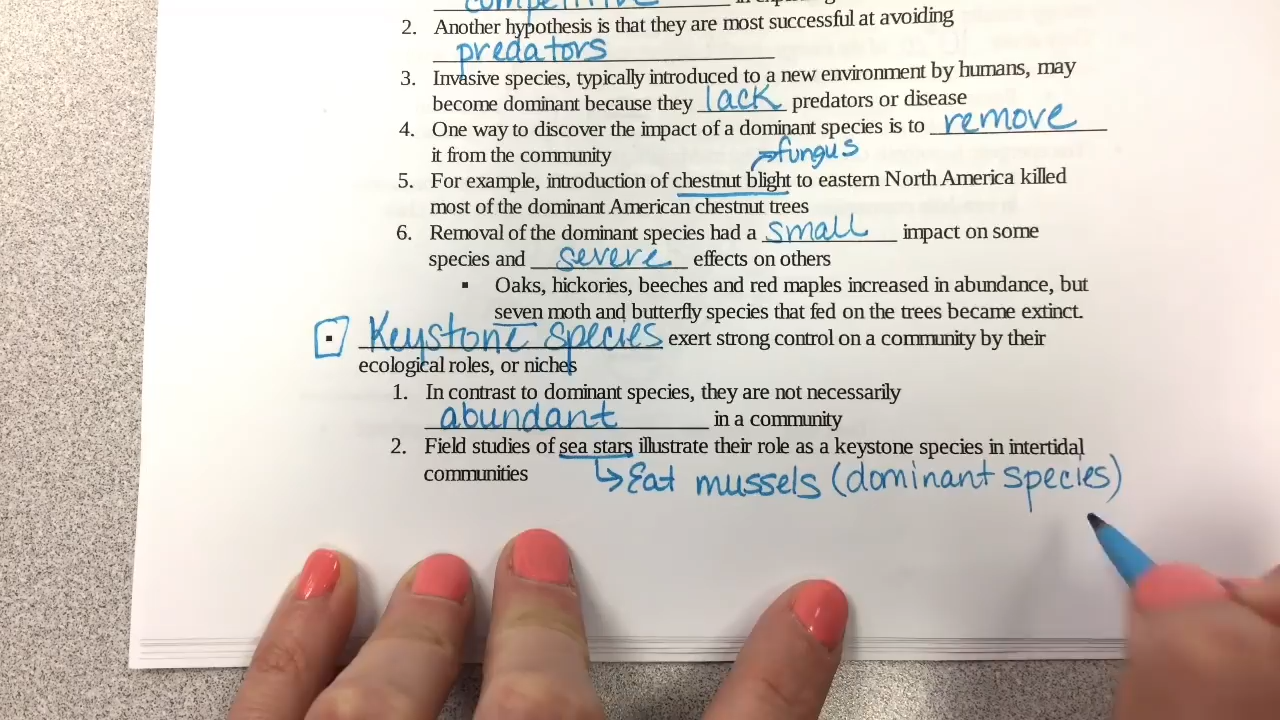 competitive
2. Another hypothesis is that they are most successful at avoiding
predators
3. Invasive species, typically introduced to a new environment by humans, may
become dominant because they lack predators or disease
4. One way to discover the impact of a dominant species is to remove
it from the community
fungus
5. For example, introduction of chestnut blight to eastern North America killed
most of the dominant American chestnut trees
6. Removal of the dominant species had a small impact on some
species and severe effects on others
▪ Oaks, hickories, beeches and red maples increased in abundance, but
seven moth and butterfly species that fed on the trees became extinct.
▪ Keystone species exert strong control on a community by their
ecological roles, or niches
1. In contrast to dominant species, they are not necessarily
abundant in a community
2. Field studies of sea stars illustrate their role as a keystone species in intertidal
communities
Eat mussels (dominant species)